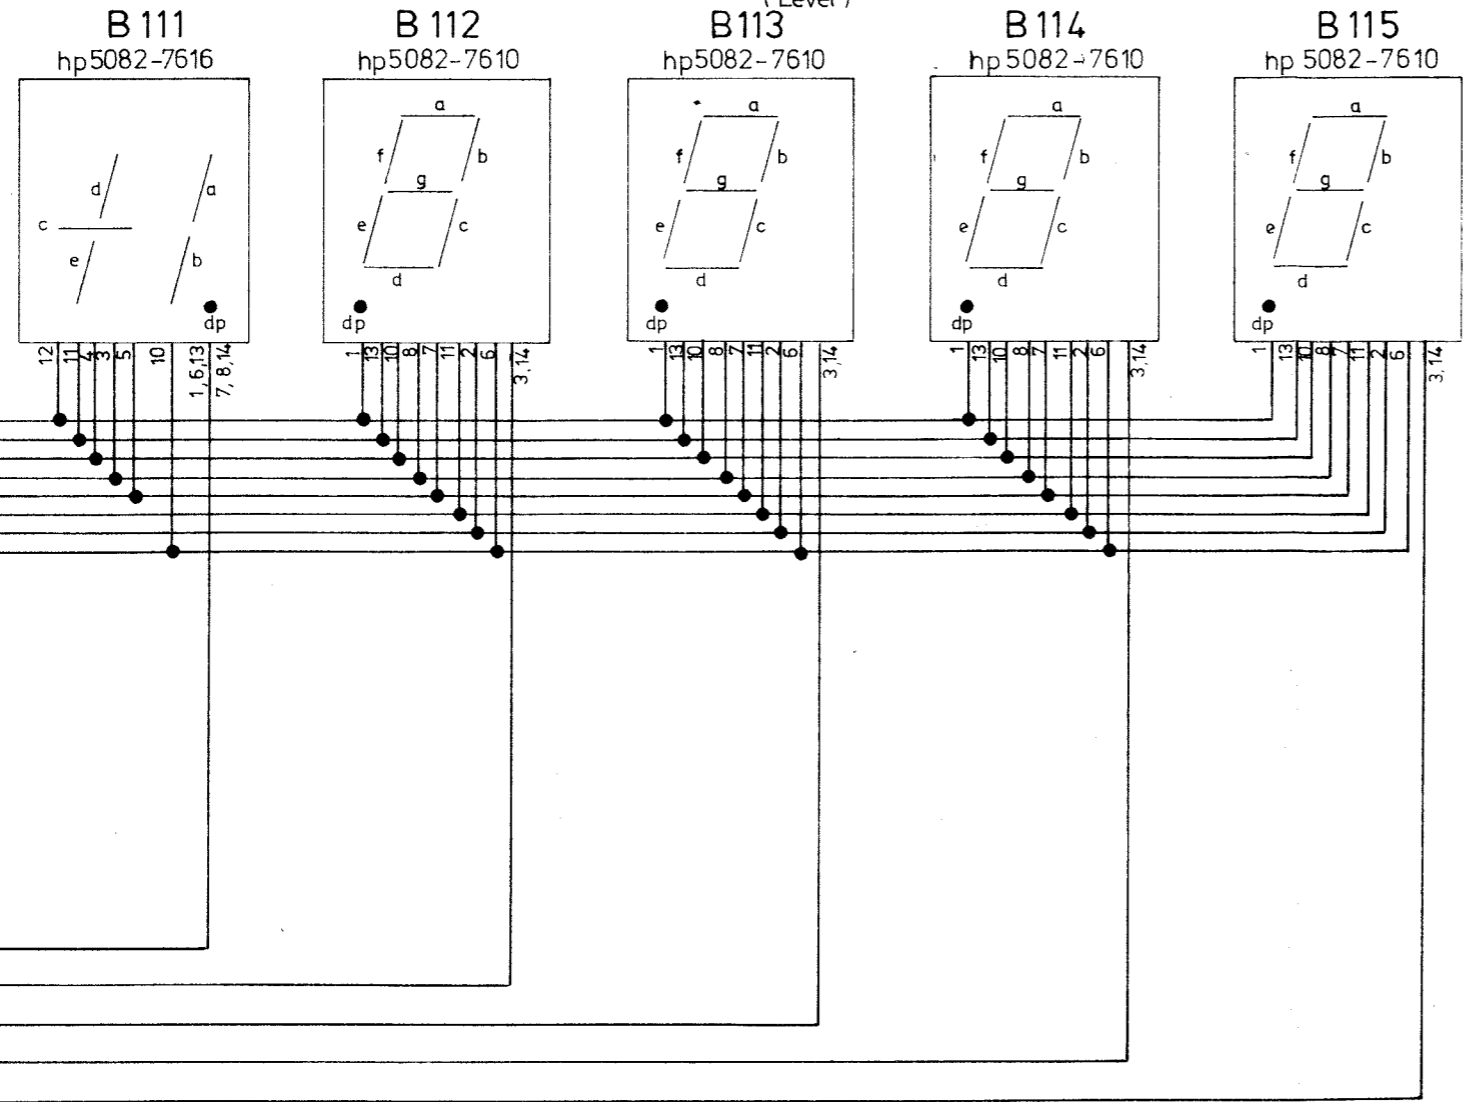 (Level)
B 111 B 112 B113 B114 B 115
hp5082-7616 hp5082-7610 hp5082-7610 hp5082-7610 hp 5082-7610
a a a a
d a f b f b f b f b
g g g g
c e c e c e c e c
e b
d d d d
dp dp dp dp dp
12 11 4 3 5 10 1,6,13 7,8,14 1 13 10 8 7 11 2 6 3,14 1 13 10 8 7 11 2 6 3,14 1 13 10 8 7 11 2 6 3,14 1 13 10 8 7 11 2 6 3,14